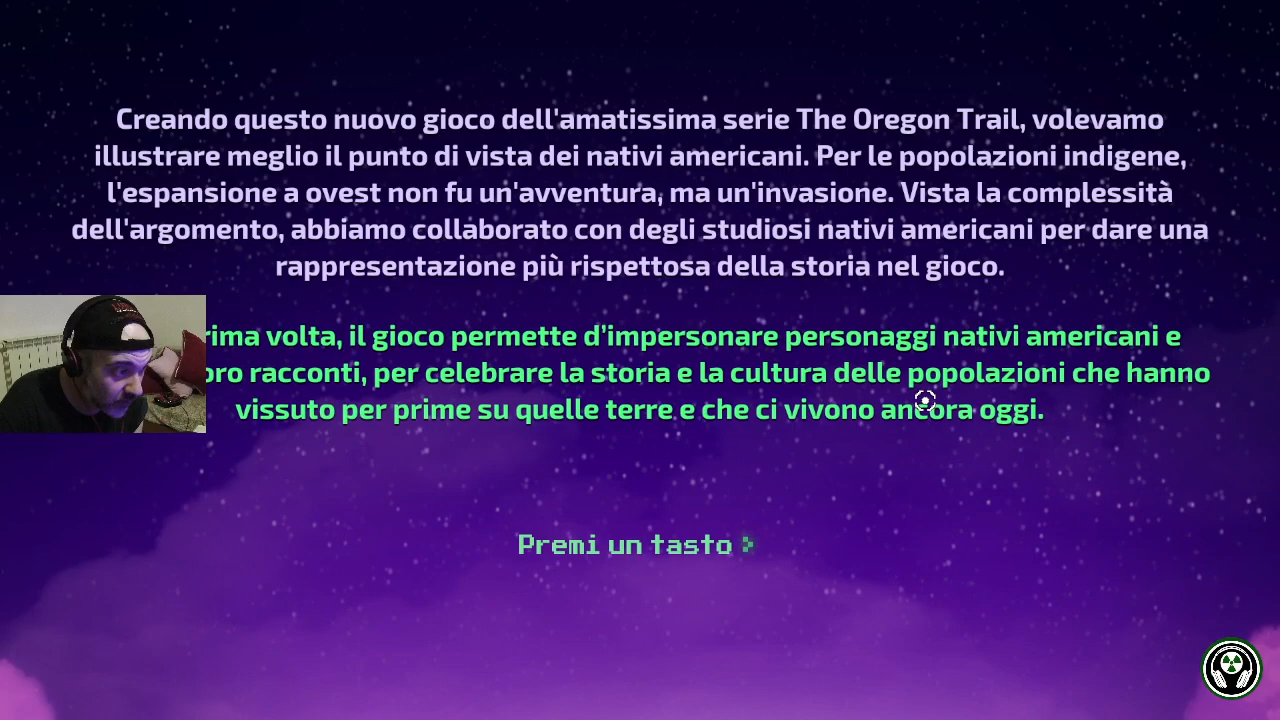 Creando questo nuovo gioco dell'amatissima serie The Oregon Trail, volevamo
illustrare meglio il punto di vista dei nativi americani. Per le popolazioni indigene,
l'espansione a ovest non fu un'avventura, ma un'invasione. Vista la complessità
dell'argomento, abbiamo collaborato con degli studiosi nativi americani per dare una
rappresentazione più rispettosa della storia nel gioco.
volta, il gioco permette d’impersonare personaggi nativi americani e
racconti, per celebrare la storia e la cultura delle popolazioni che hanno
vissuto per prime su quelle terre e che ci vivono ancora oggi.
Premi un tasto >